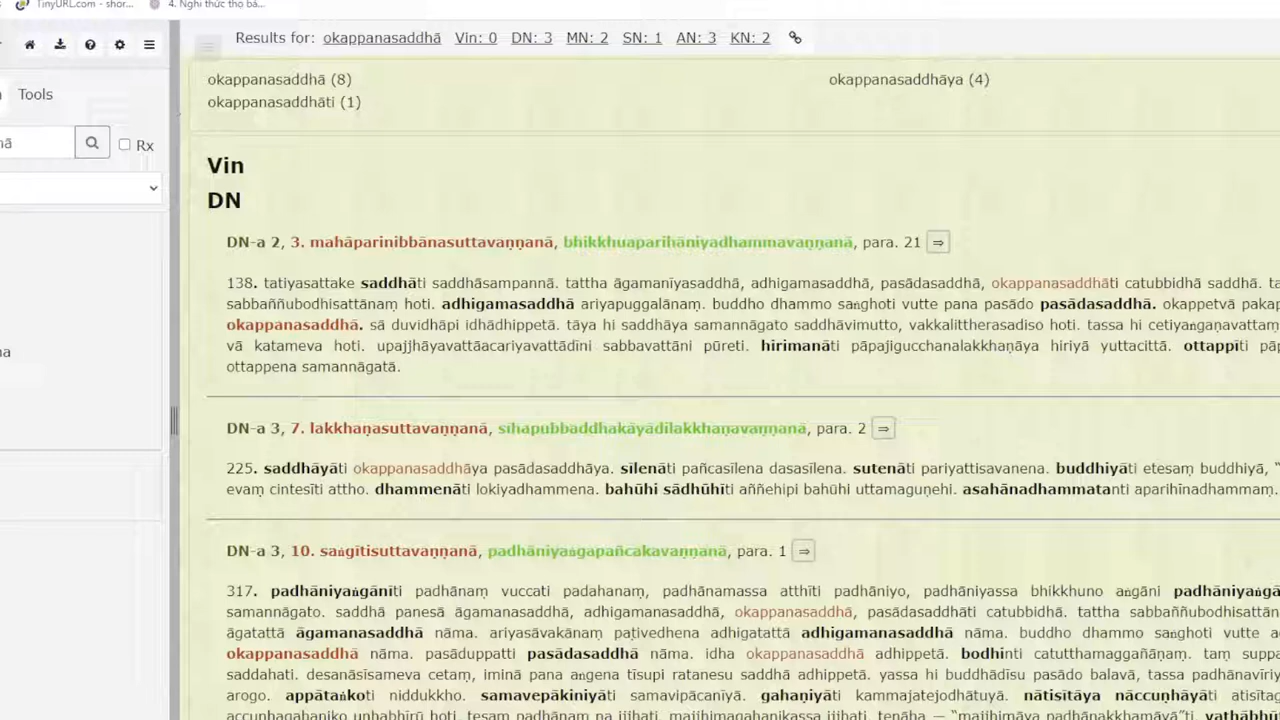 TinyURL.com - shor...
4. Nghi thức thọ bá...
Results for: okappanasaddhā Vin: 0 DN: 3 MN: 2 SN: 1 AN: 3 KN: 2
Tools
okappanasaddhā (8)
okappanasaddhāya (4)
okappanasaddhāti (1)
Rx
Vin
DN
DN-a 2, 3. mahāparinibbānasuttavaṇṇanā, bhikkhuaparihāniyadhammavaṇṇanā, para. 21 ⇒
138. tatiyasattake saddhāti saddhāsampannā. tattha āgamanīyasaddhā, adhigamasaddhā, pasādasaddhā, okappanasaddhāti catubbidhā saddhā.
sabbaññubodhisattānaṃ hoti. adhigamasaddhā ariyapuggalānaṃ. buddho dhammo saṅghoti vutte pana pasādo pasādasaddhā. okappetvā
okappanasaddhā. sā duvidhāpi idhādhippetā. tāya hi saddhāya samannāgato saddhāvimutto, vakkalittherasadiso hoti. tassa hi
vā katameva hoti. upajjhāyavattaācariyavattādīni sabbavattāni pūreti. hirimanāti pāpajigucchanalakkhaṇāya hiriyā yuttacittā. ottappīti
ottappena samannāgatā.
DN-a 3, 7. lakkhaṇasuttavaṇṇanā, sīhapubbaddhakāyādilakkhaṇavaṇṇanā, para. 2 ⇒
225. saddhāyāti okappanasaddhāya pasādasaddhāya. sīlenāti pañcasīlena dasasīlena. sutenāti pariyattisavanena. buddhiyāti etesaṃ buddhiyā, “
evaṃ cintesīti attho. dhammenāti lokiyadhammena. bahūhi sādhūhīti aññehipi bahūhi uttamaguṇehi. asahānadhammatanti aparihīnadhammaṃ.
DN-a 3, 10. saṅgītisuttavaṇṇanā, padhāniyaṅgapañcakavaṇṇanā, para. 1 ⇒
317. padhāniyaṅgānīti padhānaṃ vuccati padahanaṃ, padhānamassa atthīti padhāniyo, padhāniyassa bhikkhuno aṅgāni
samannāgato. saddhā panesā āgamanasaddhā, adhigamanasaddhā, okappanasaddhā, pasādasaddhāti catubbidhā. tattha
āgatattā āgamanasaddhā nāma. ariyasāvakānaṃ paṭivedhena adhigatattā adhigamanasaddhā nāma. buddho dhammo saṅghoti vutte
okappanasaddhā nāma. pasāduppatti pasādasaddhā nāma. idha okappanasaddhā adhippetā. bodhinti catutthamaggañāṇaṃ. taṃ
saddahati. desanāsīsameva cetaṃ, iminā pana aṅgena tīsupi ratanesu saddhā adhippetā. yassa hi buddhādīsu pasādo balavā, tassa
arogo. appātaṅkoti niddukkho. samavepākiniyāti samavipācanīyā. gahaṇiyāti kammajatejodhātuyā. nātisītāya nāccuṇhāyāti